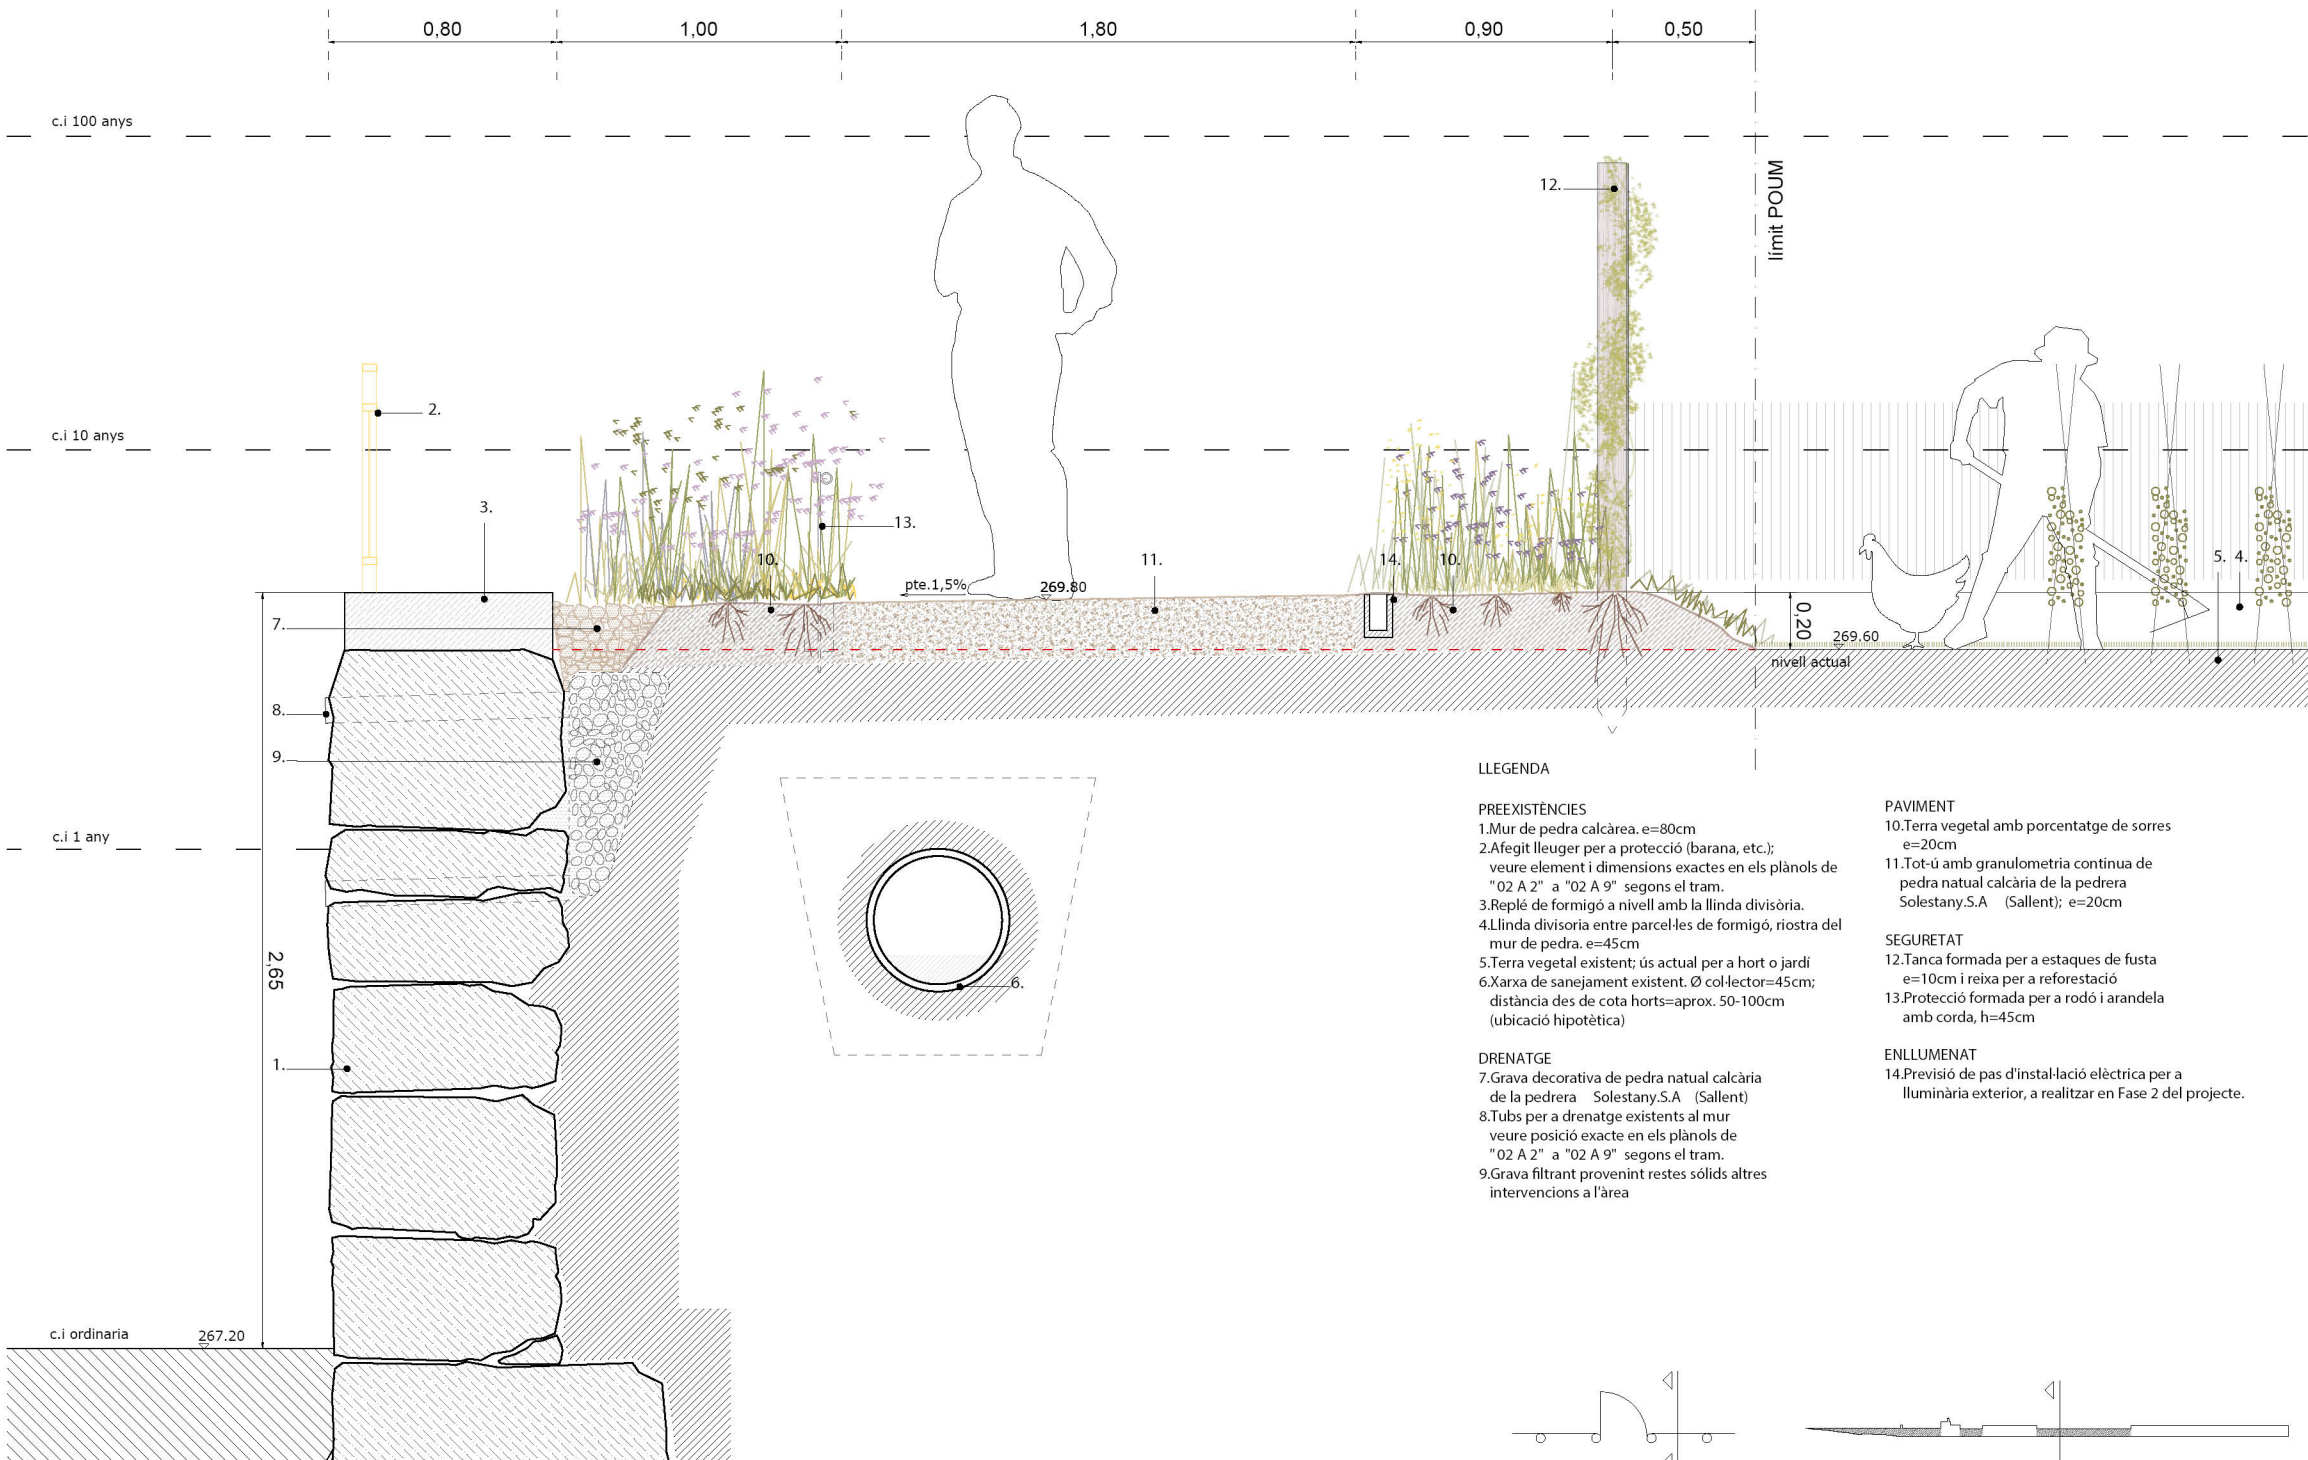 0,80
1,00
1,80
0,90
0,50
c.i 100 anys
límit POUM
12.
2.
c.i 10 anys
3.
13.
10.
pte.1,5%
269.80
11.
14.
10.
5. 4.
7.
0,20
269.60
nivell actual
8.
9.
c.i 1 any
2,65
6.
1.
c.i ordinaria
267.20
LLEGENDA
PREEXISTÈNCIES
1.Mur de pedra calcàrea. e=80cm
2.Afegit lleuger per a protecció (barana, etc.);
veure element i dimensions exactes en els plànols de
"02 A 2" a "02 A 9" segons el tram.
3.Replé de formigó a nivell amb la llinda divisòria.
4.Llinda divisoria entre parcel·les de formigó, riostra del
mur de pedra. e=45cm
5.Terra vegetal existent; ús actual per a hort o jardí
6.Xarxa de sanejament existent. Ø col·lector=45cm;
distància des de cota horts=aprox. 50-100cm
(ubicació hipotètica)
DRENATGE
7.Grava decorativa de pedra natual calcària
de la pedrera Solestany.S.A (Sallent)
8.Tubs per a drenatge existents al mur
veure posició exacte en els plànols de
"02 A 2" a "02 A 9" segons el tram.
9.Grava filtrant provenint restes sólids altres
intervencions a l'àrea
PAVIMENT
10.Terra vegetal amb porcentatge de sorres
e=20cm
11.Tot-ú amb granulometria continua de
pedra natual calcària de la pedrera
Solestany.S.A (Sallent); e=20cm
SEGURETAT
12.Tanca formada per a estaques de fusta
e=10cm i reixa per a reforestació
13.Protecció formada per a rodó i arandela
amb corda, h=45cm
ENLLUMENAT
14.Previsió de pas d'instal·lació elèctrica per a
lluminària exterior, a realitzar en Fase 2 del projecte.